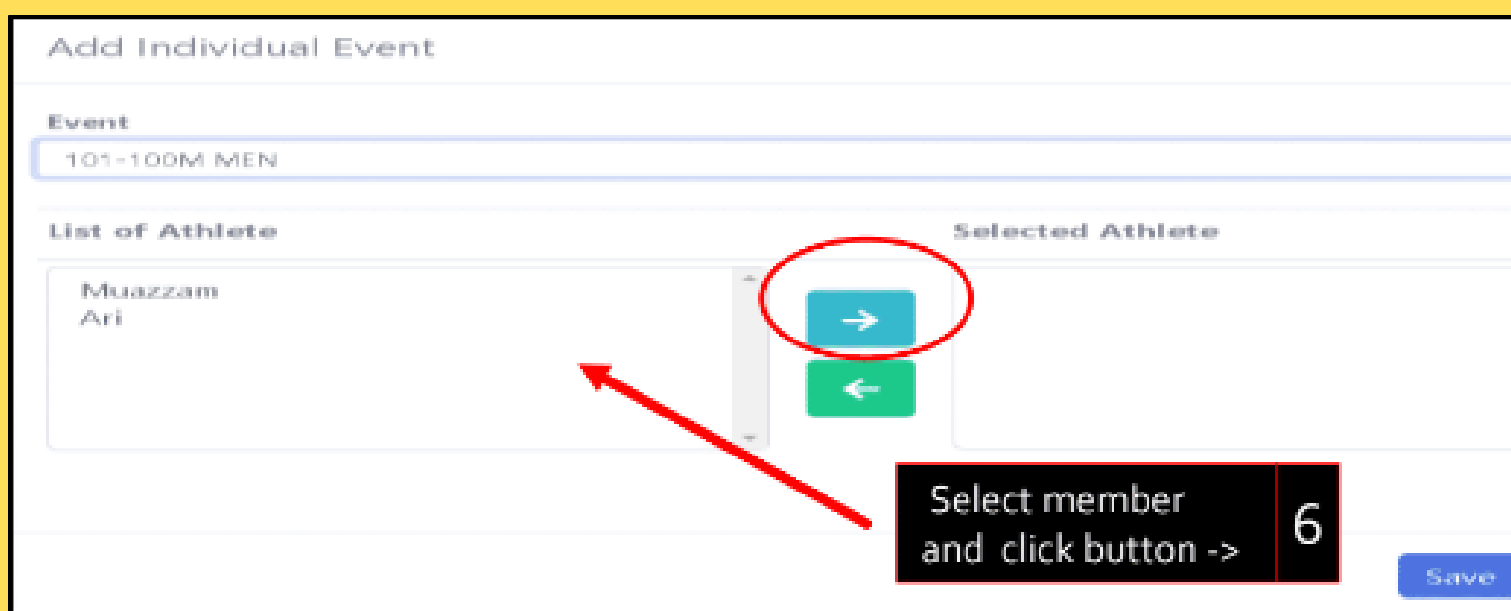 Add Individual Event
Event
101-100M MEN
List of Athlete
Selected Athlete
Muazzam
Ari
→
←
Select member
and click button ->
6
Save